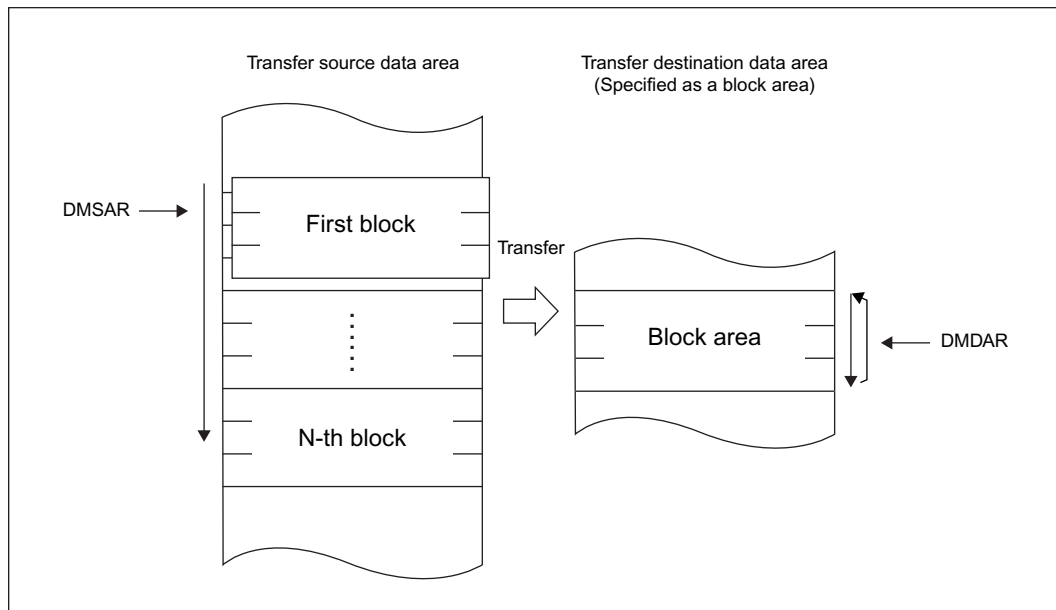 Transfer source data area
Transfer destination data area
(Specified as a block area)
DMSAR
First block
Transfer
Block area
DMDAR
N-th block